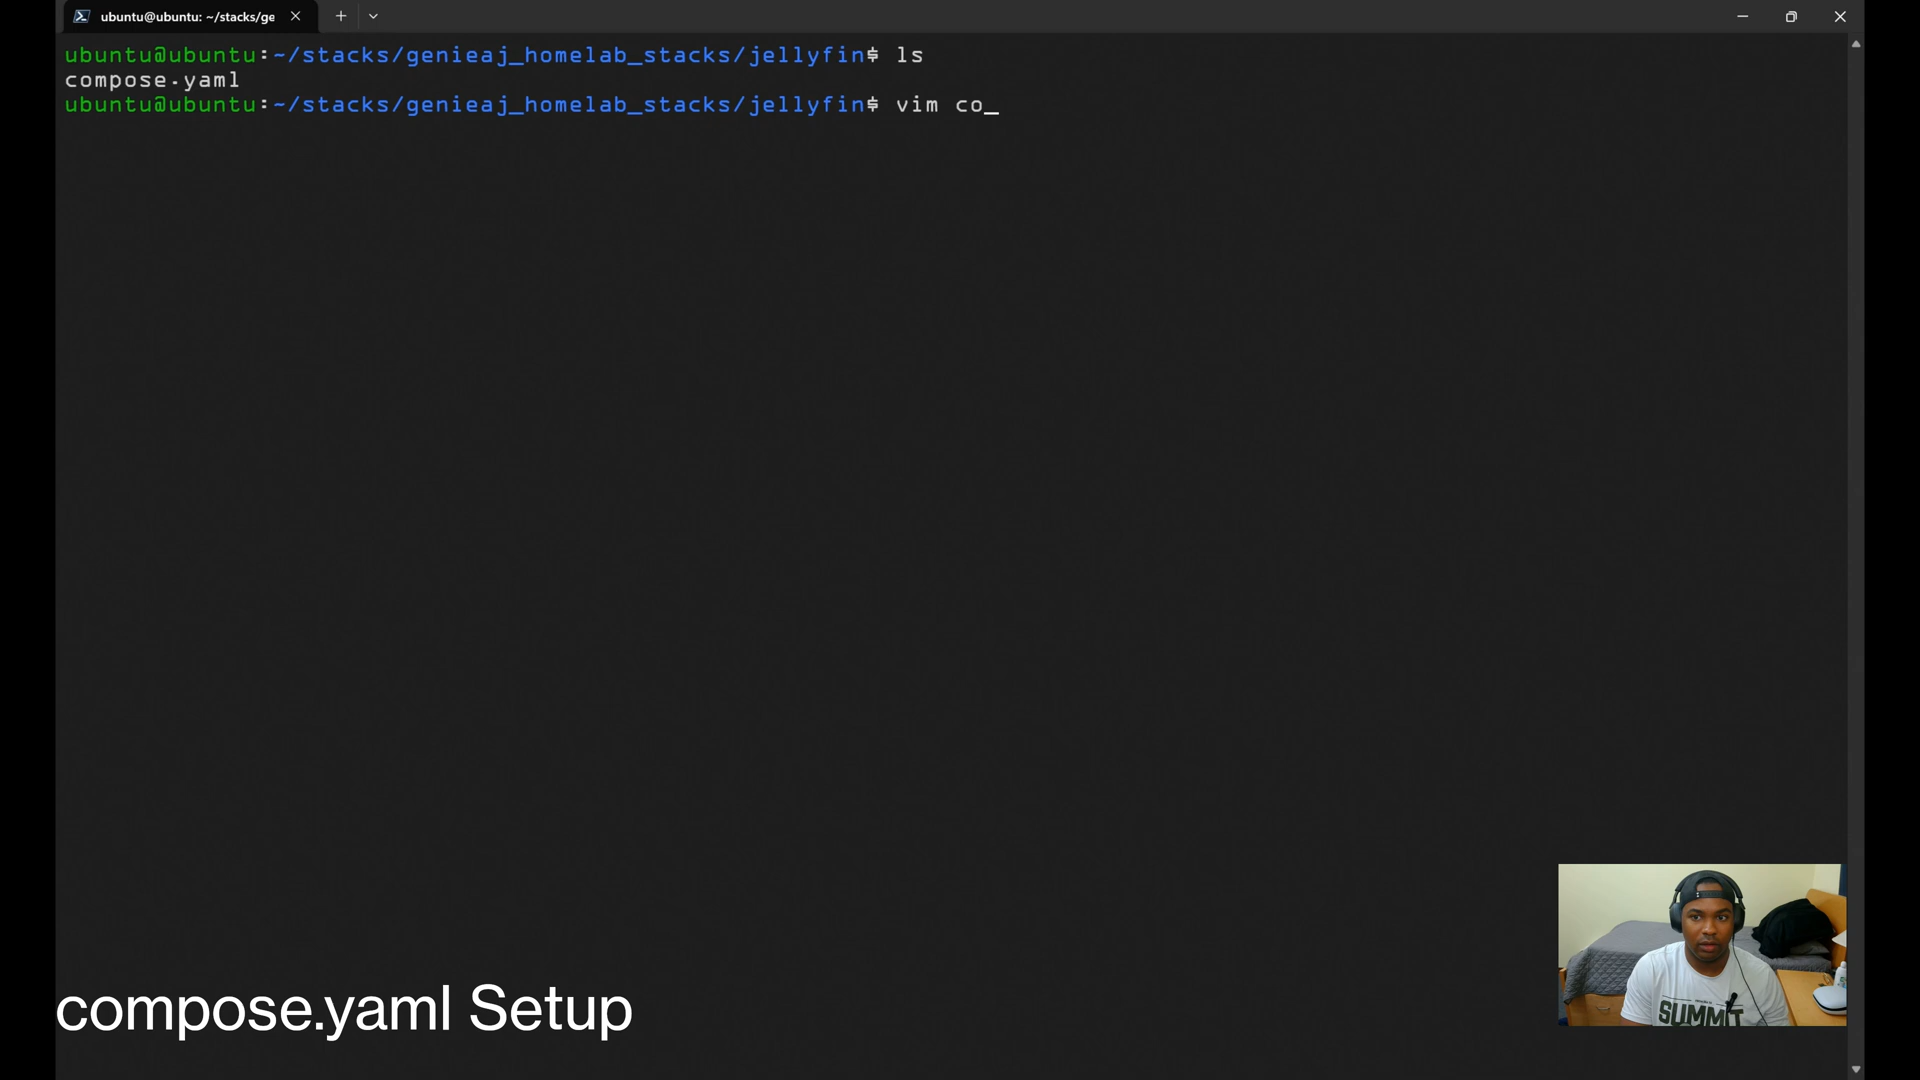 ubuntu@ubuntu: ~/stacks/ge
ubuntu@ubuntu:~/stacks/genieaj_homelab_stacks/jellyfin$ ls
compose.yaml
ubuntu@ubuntu:~/stacks/genieaj_homelab_stacks/jellyfin$ vim co_
compose.yaml Setup
SUMMIT